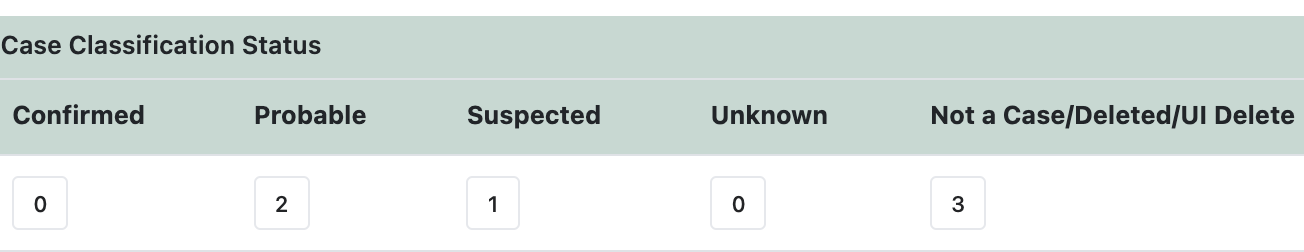 Case Classification Status
Confirmed Probable Suspected Unknown Not a Case/Deleted/UI Delete
0 2 1 0 3